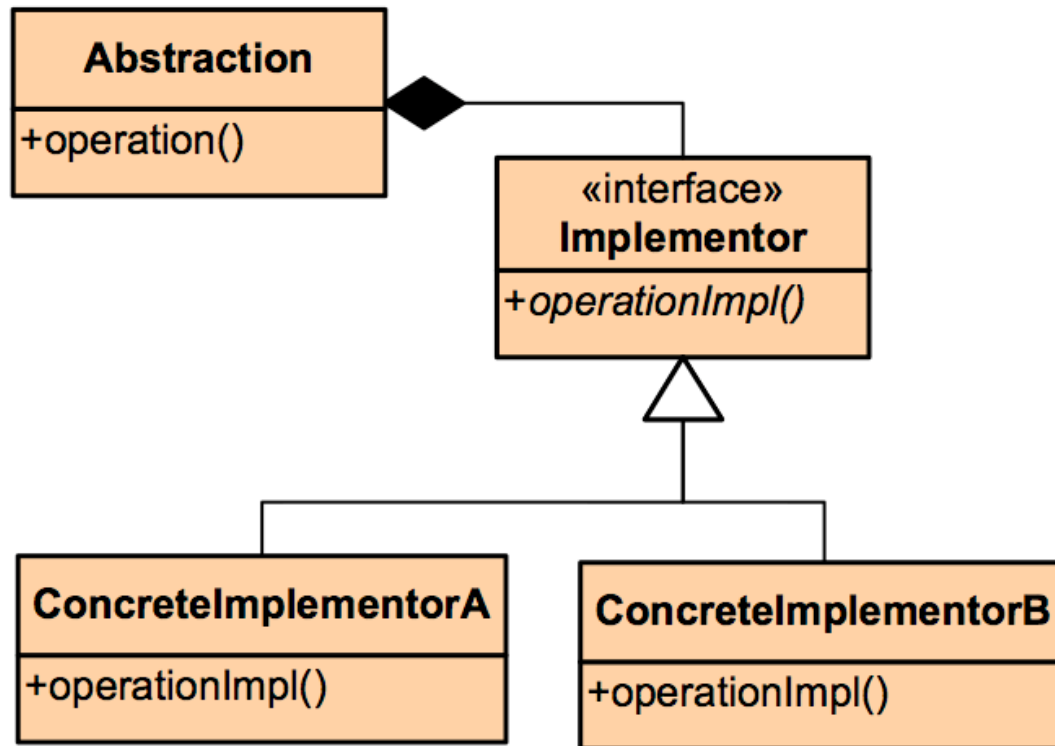 Abstraction
+operation()
«interface»
Implementor
+operationImpl()
ConcreteImplementorA
+operationImpl()
ConcreteImplementorB
+operationImpl()